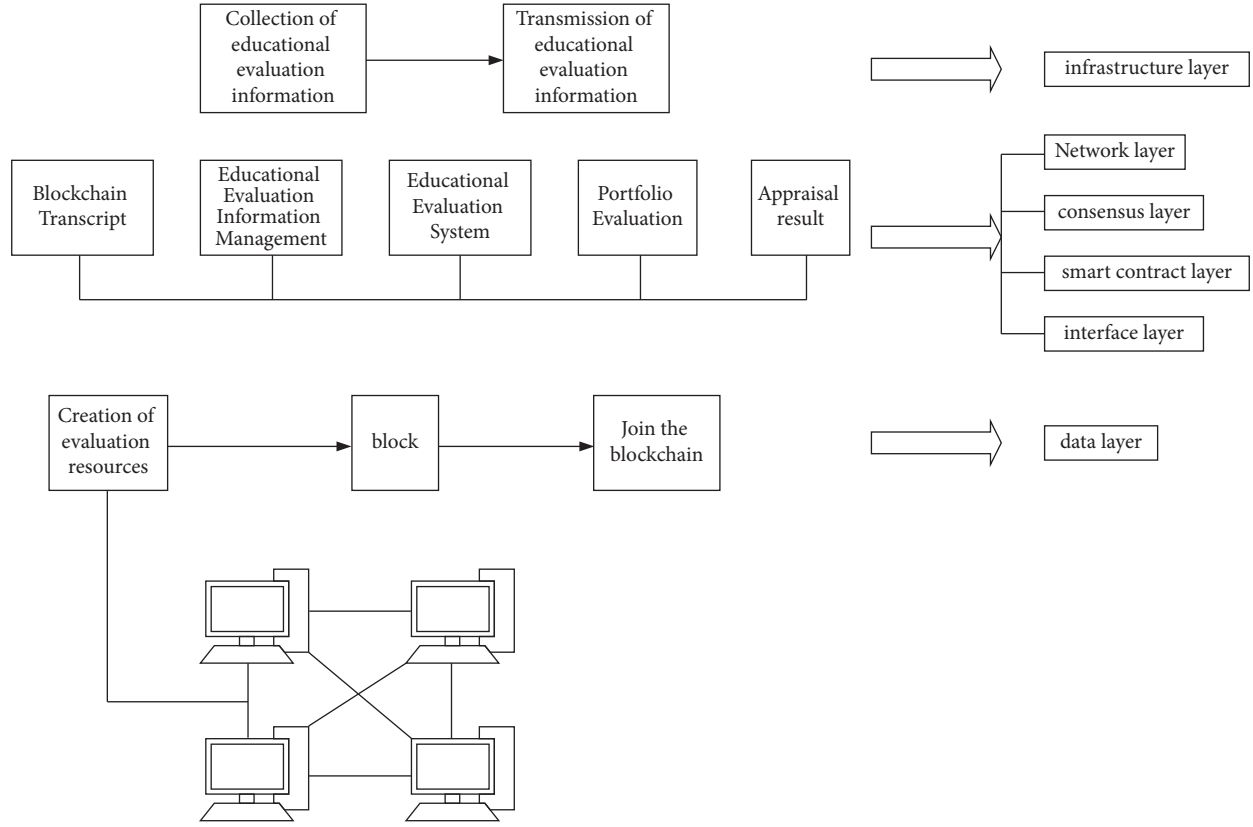 Collection of
educational
evaluation
information
Transmission of
educational
evaluation
information
infrastructure layer
Blockchain
Transcript
Educational
Evaluation
Information
Management
Educational
Evaluation
System
Portfolio
Evaluation
Appraisal
result
Network layer
consensus layer
smart contract layer
interface layer
Creation of
evaluation
resources
block
Join the
blockchain
data layer